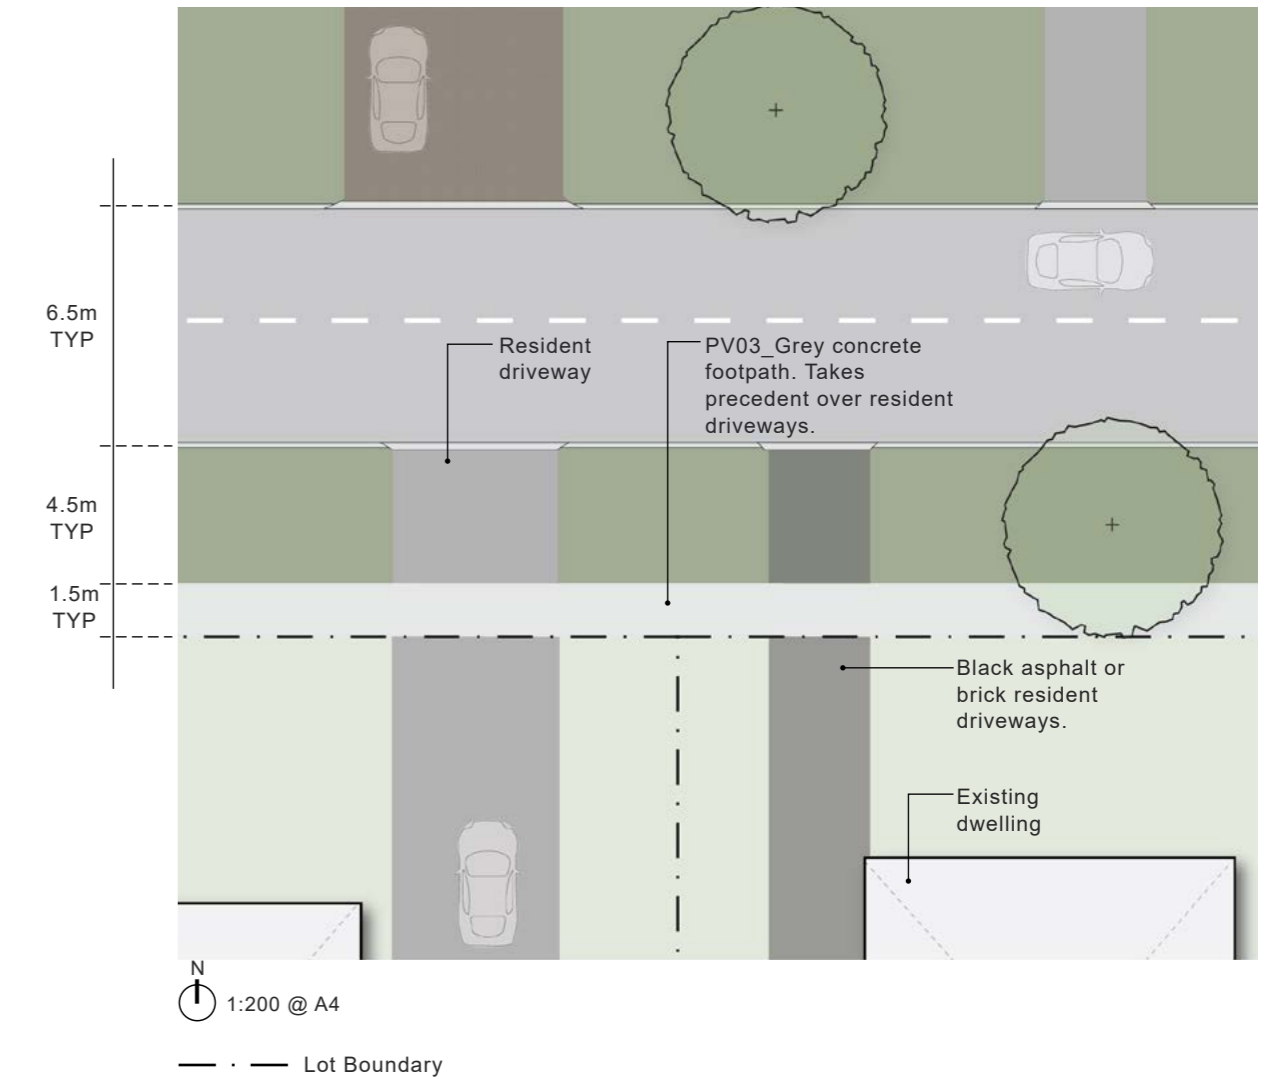 6.5m
TYP
Resident
driveway
PV03_Grey concrete
footpath. Takes
precedent over resident
driveways.
4.5m
TYP
1.5m
TYP
Black asphalt or
brick resident
driveways.
Existing
dwelling
N
1:200 @ A4
Lot Boundary